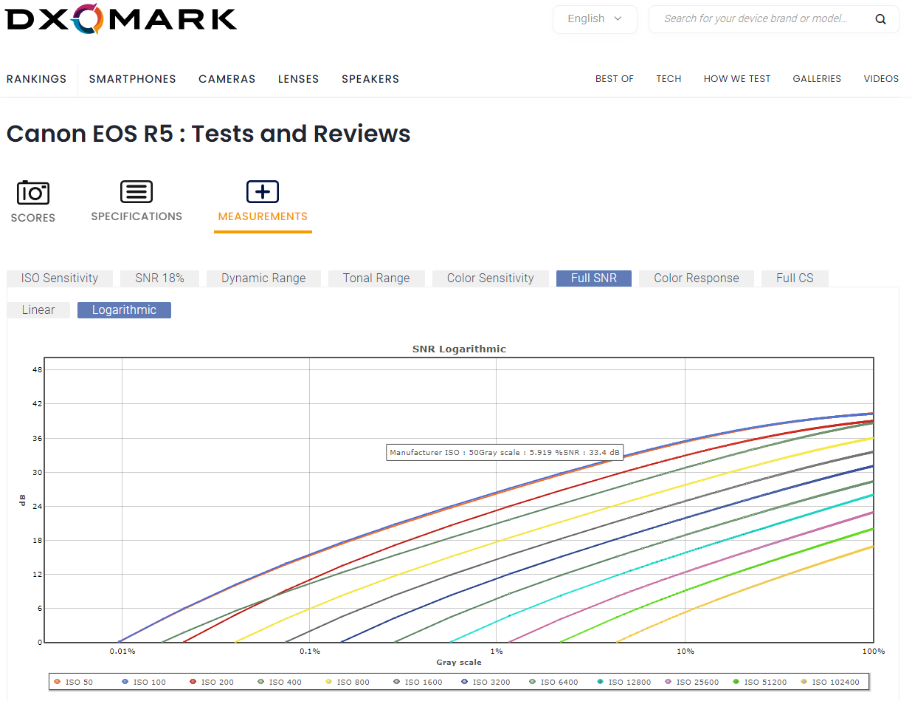 DXOMARK
English
Search for your device brand or model...
RANKINGS SMARTPHONES CAMERAS LENSES SPEAKERS BEST OF TECH HOW WE TEST GALLERIES VIDEOS
Canon EOS R5 : Tests and Reviews
SCORES SPECIFICATIONS MEASUREMENTS
ISO Sensitivity SNR 18% Dynamic Range Tonal Range Color Sensitivity Full SNR Color Response Full CS
Linear Logarithmic
SNR Logarithmic
48
42
36
Manufacturer ISO : 50Gray scale : 5.919 %SNR : 33.4 dB
30
dB
24
18
12
6
0
0.01% 0.1% 1% 10% 100%
Gray scale
ISO 50 ISO 100 ISO 200 ISO 400 ISO 800 ISO 1600 ISO 3200 ISO 6400 ISO 12800 ISO 25600 ISO 51200 ISO 102400